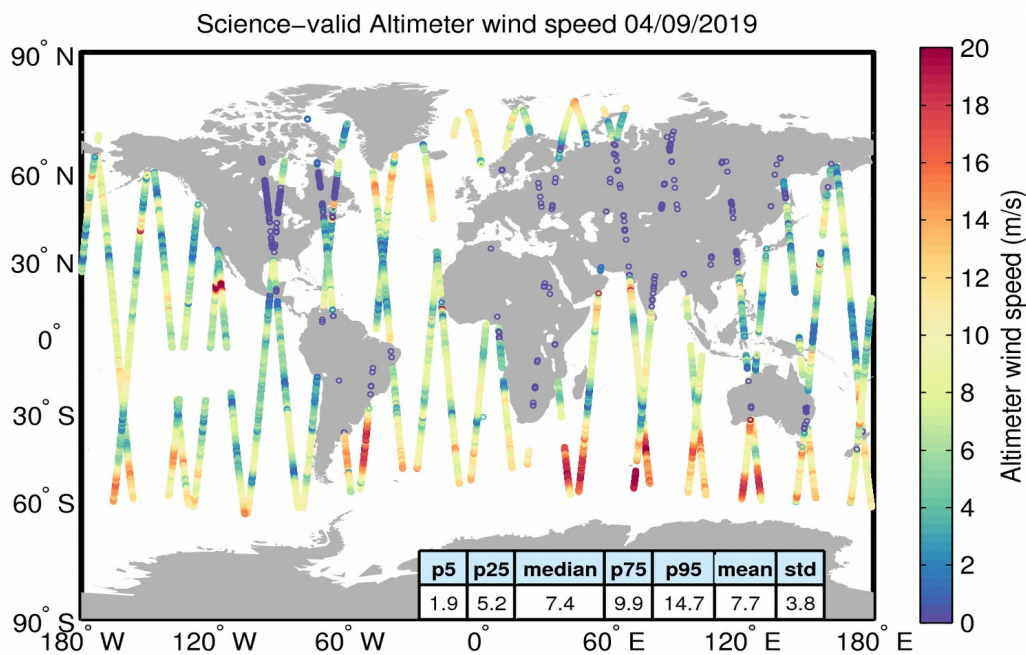 Science−valid Altimeter wind speed 04/09/2019
90° N
60° N
30° N
0°
30° S
60° S
90° S
180° W
120° W
60° W
0°
60° E
120° E
180° E
p5 p25 median p75 p95 mean std
1.9 5.2 7.4 9.9 14.7 7.7 3.8
20
18
16
14
12
10
8
6
4
2
0
Altimeter wind speed (m/s)